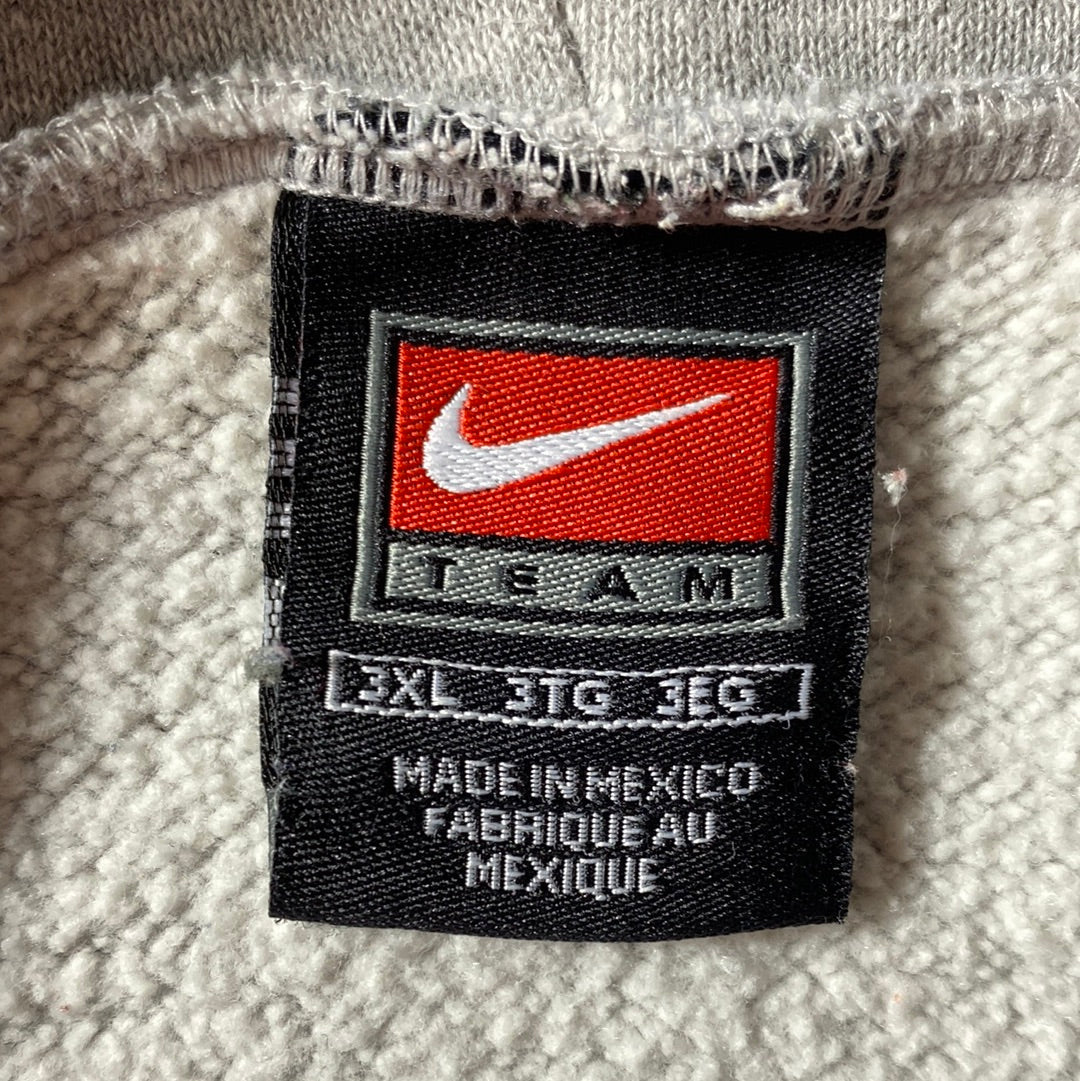 TEAM
3XL 3TG 3EG
MADE IN MEXICO
FABRIQUE AU
MEXIQUE